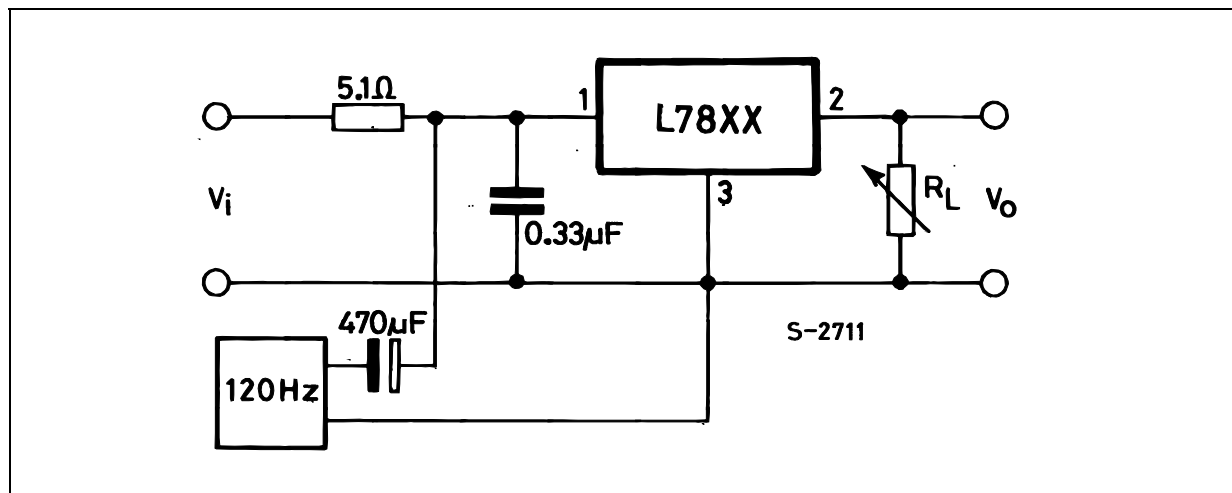 5.1Ω
1
L78XX
2
3
Vi
0.33µF
RL
Vo
470µF
S-2711
120Hz